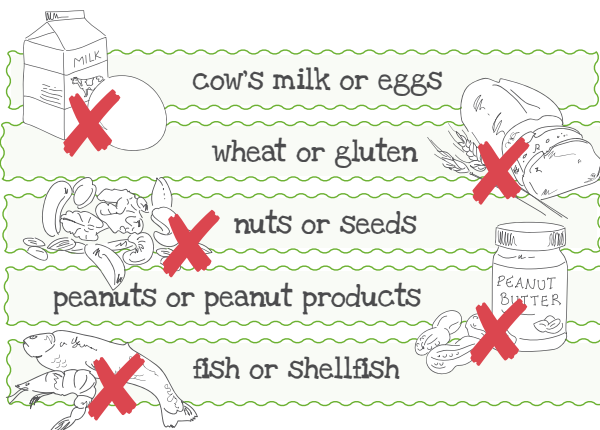 MILK
cow's milk or eggs
wheat or gluten
nuts or seeds
PEANUT
BUTTER
peanuts or peanut products
fish or shellfish